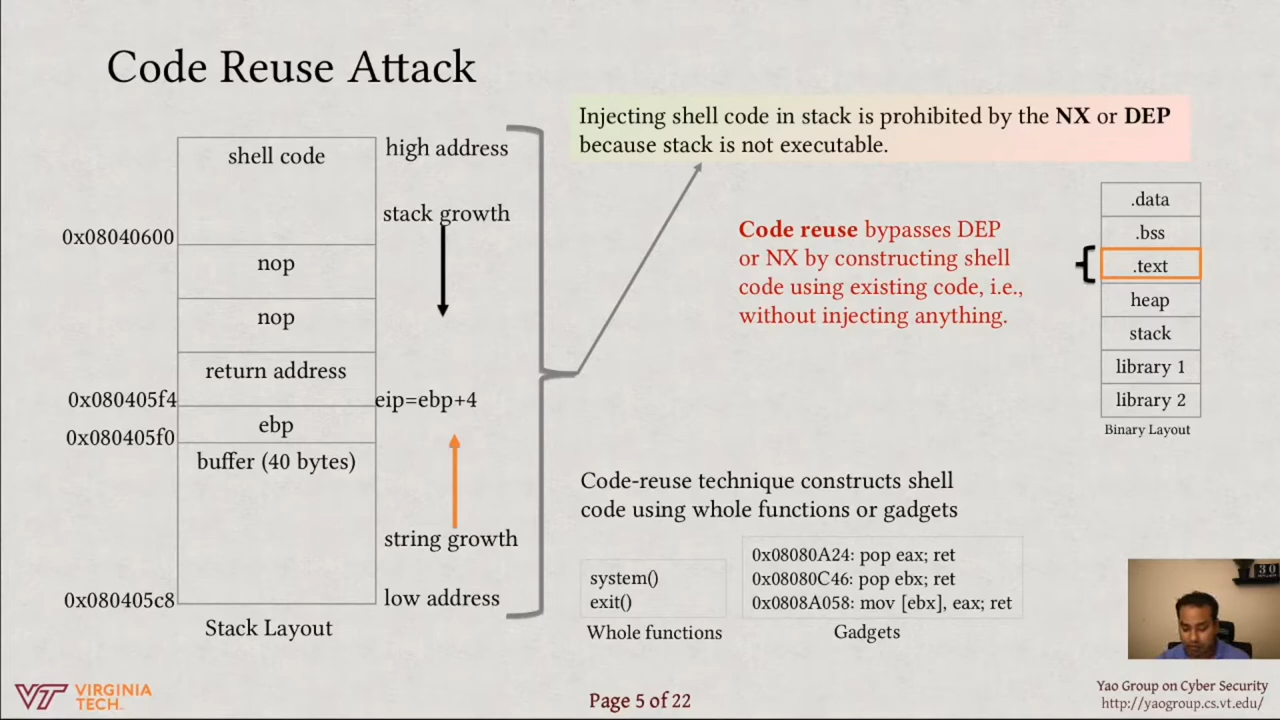 Code Reuse Attack
Injecting shell code in stack is prohibited by the NX or DEP
because stack is not executable.
shell code
high address
stack growth
0x08040600
nop
nop
return address
0x080405f4
eip=ebp+4
ebp
0x080405f0
buffer (40 bytes)
string growth
0x080405c8
low address
Stack Layout
Code reuse bypasses DEP
or NX by constructing shell
code using existing code, i.e.,
without injecting anything.
.data
.bss
.text
heap
stack
library 1
library 2
Binary Layout
Code-reuse technique constructs shell
code using whole functions or gadgets
system()
exit()
Whole functions
0x08080A24: pop eax; ret
0x08080C46: pop ebx; ret
0x0808A058: mov [ebx], eax; ret
Gadgets
30
VT VIRGINIA
TECH.
Page 5 of 22
Yao Group on Cyber Security
http://yaogroup.cs.vt.edu/